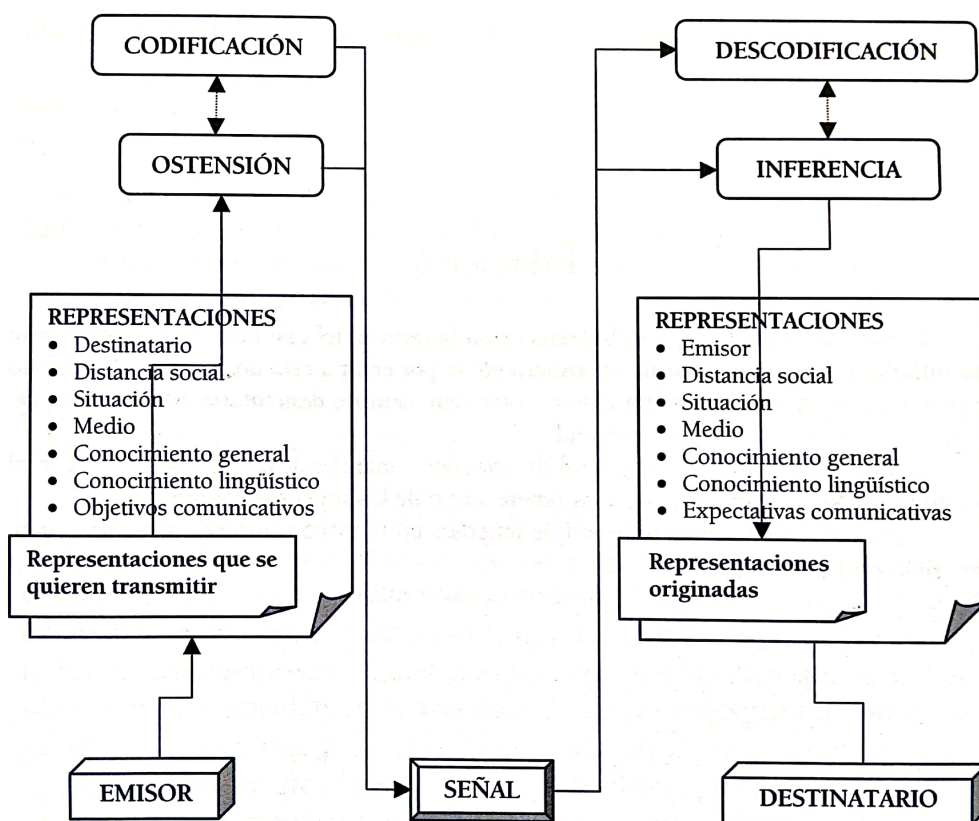 CODIFICACIÓN
OSTENSIÓN
REPRESENTACIONES
• Destinatario
• Distancia social
• Situación
• Medio
• Conocimiento general
• Conocimiento lingüístico
• Objetivos comunicativos
Representaciones que se
quieren transmitir
EMISOR
SEÑAL
DESCODIFICACIÓN
INFERENCIA
REPRESENTACIONES
• Emisor
• Distancia social
• Situación
• Medio
• Conocimiento general
• Conocimiento lingüístico
• Expectativas comunicativas
Representaciones
originadas
DESTINATARIO